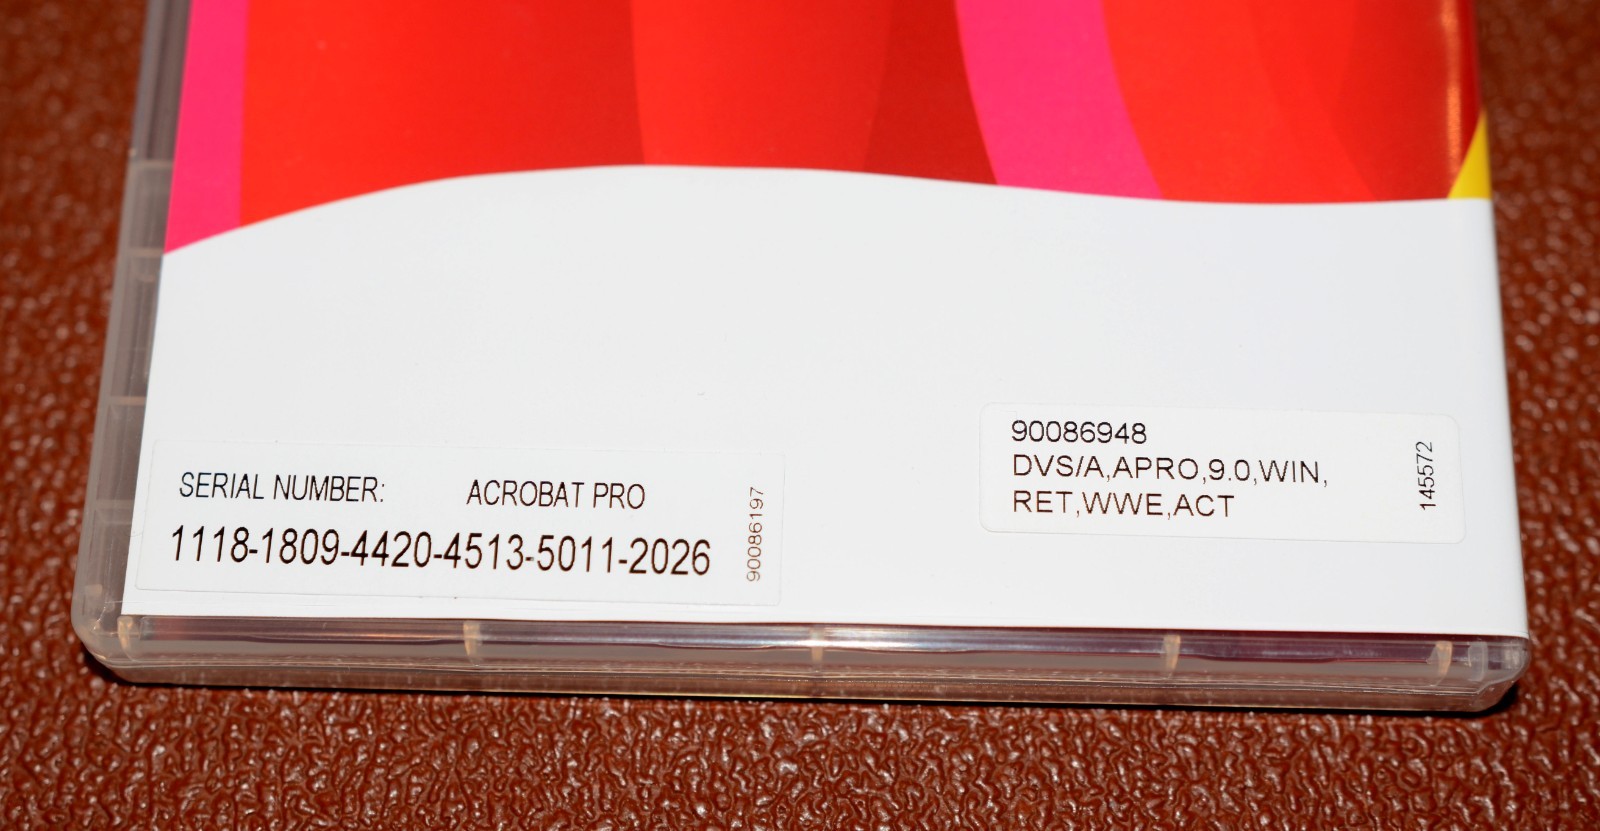 SERIAL NUMBER: ACROBAT PRO
1118-1809-4420-4513-5011-2026
90086197
90086948
DVS/A,APRO,9.0,WIN,
RET,WWE,ACT
145572